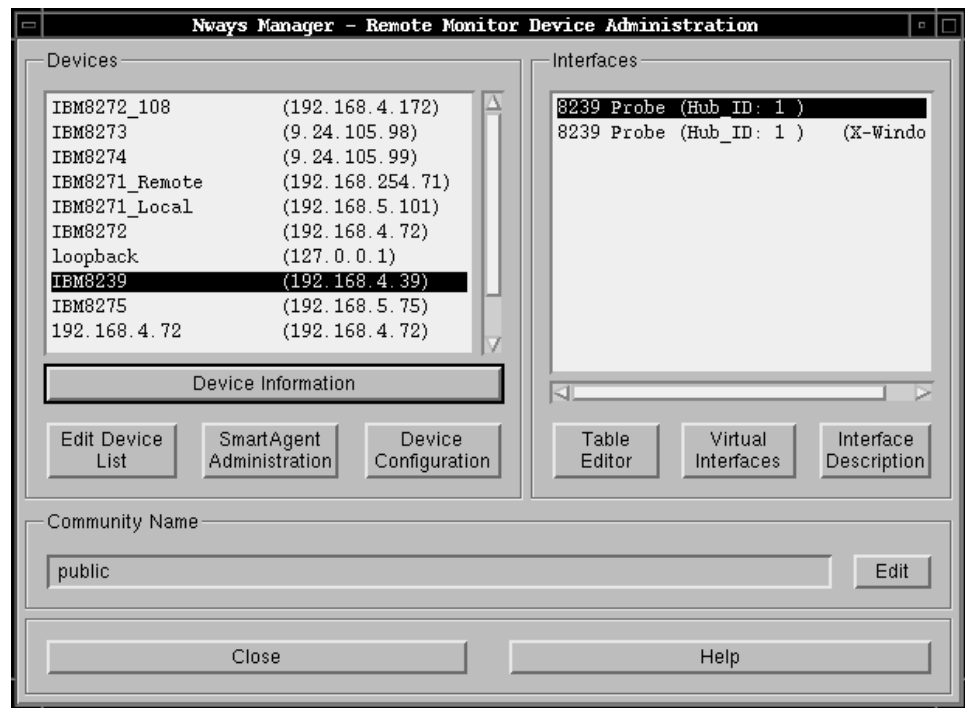 Nways Manager – Remote Monitor Device Administration
Devices
IBM8272_108 (192.168.4.172)
IBM8273 (9.24.105.98)
IBM8274 (9.24.105.99)
IBM8271_Remote (192.168.254.71)
IBM8271_Local (192.168.5.101)
IBM8272 (192.168.4.72)
loopback (127.0.0.1)
IBM8239 (192.168.4.39)
IBM8275 (192.168.5.75)
192.168.4.72 (192.168.4.72)
Device Information
Edit Device
List
SmartAgent
Administration
Device
Configuration
Interfaces
8239 Probe (Hub_ID: 1 )
8239 Probe (Hub_ID: 1 ) (X-Windo
Table
Editor
Virtual
Interfaces
Interface
Description
Community Name
public
Edit
Close
Help